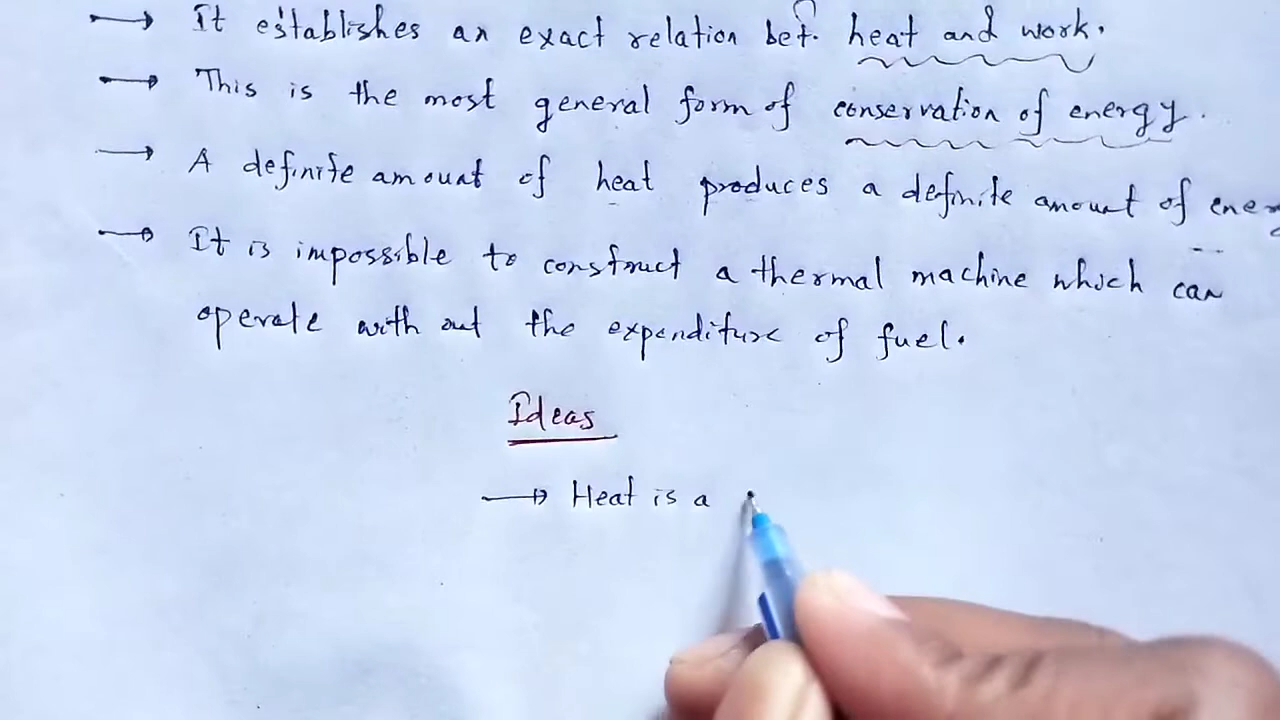 → It establishes an exact relation bet. heat and work.
→ This is the most general form of conservation of energy.
→ A definite amount of heat produces a definite amount of
→ It is impossible to construct a thermal machine which can
operate with out the expenditure of fuel.
Ideas
→ Heat is a